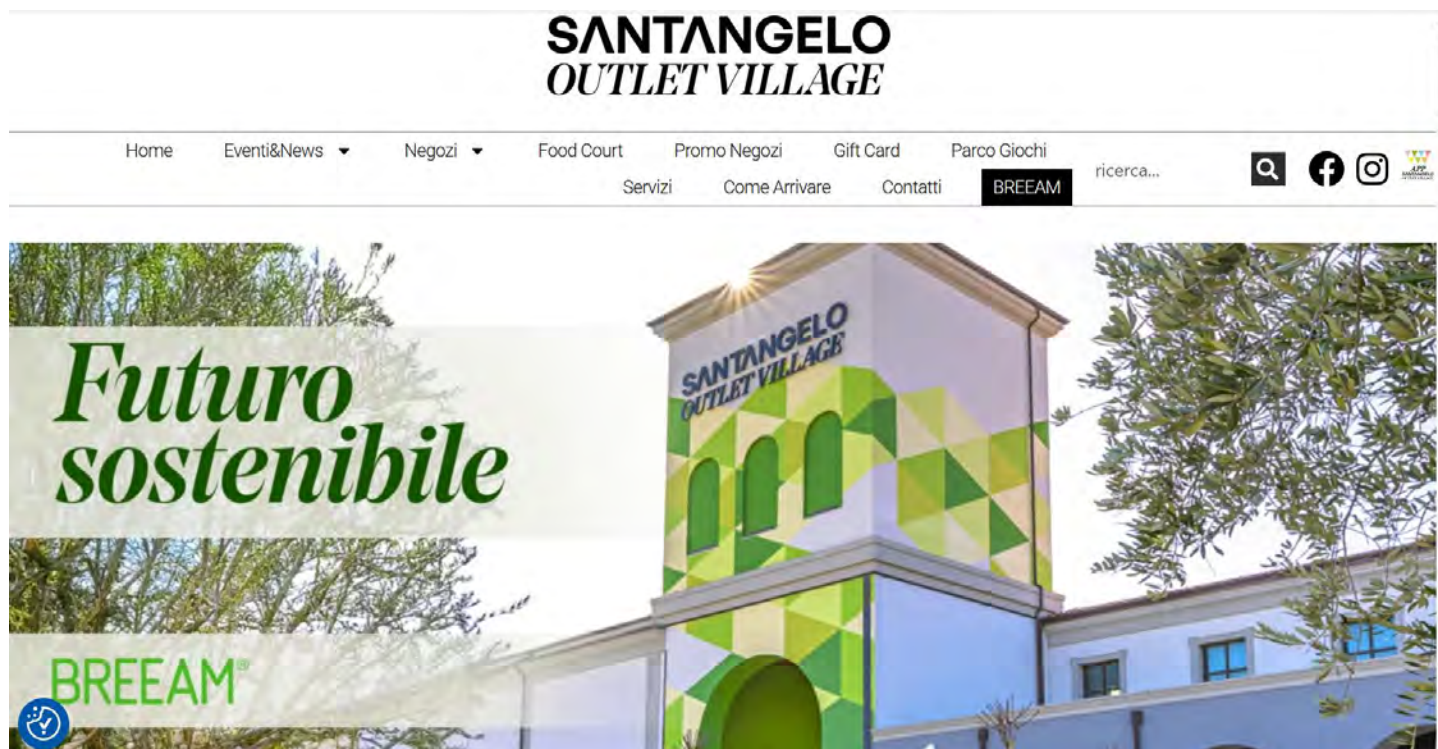 SANTANGELO
OUTLET VILLAGE
Home Eventi&News Negozi Food Court Promo Negozi Gift Card Parco Giochi
Servizi Come Arrivare Contatti BREEAM
ricerca...
APP
SANTANGELO
OUTLET VILLAGE
Futuro
sostenibile
BREEAM®